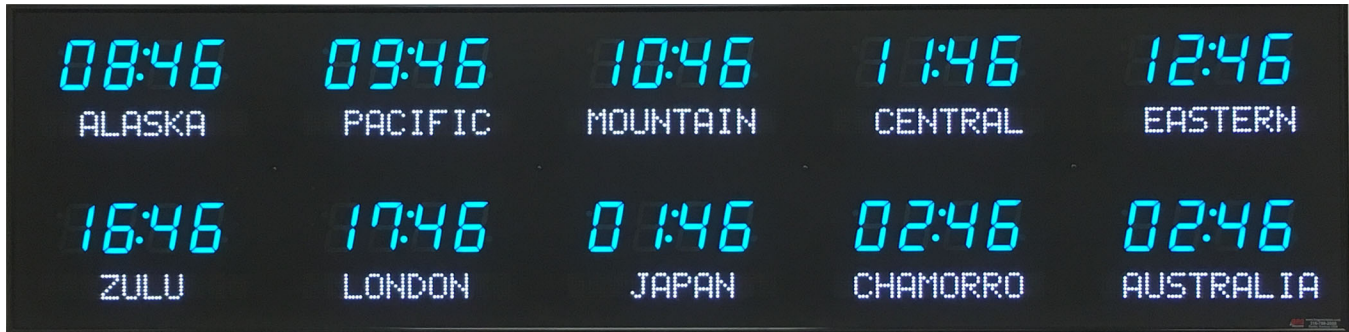 08:46 09:46 10:46 11:46 12:46
ALASKA PACIFIC MOUNTAIN CENTRAL EASTERN
16:46 17:46 01:46 02:46 02:46
ZULU LONDON JAPAN CHAMORRO AUSTRALIA